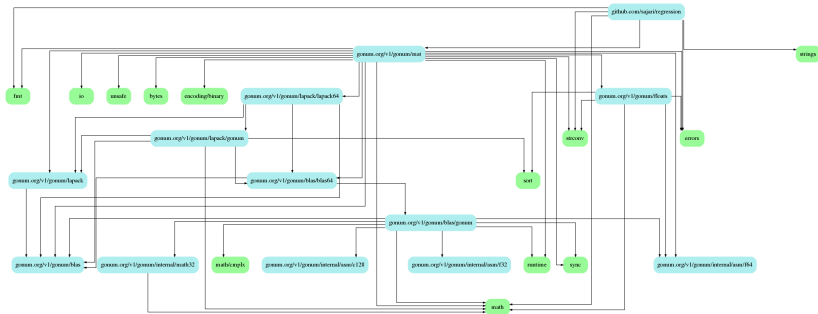 github.com/sajari/regression
gonum.org/v1/gonum/mat
strings
fmt
io
unsafe
bytes
encoding/binary
gonum.org/v1/gonum/lapack/lapack64
gonum.org/v1/gonum/floats
gonum.org/v1/gonum/lapack/gonum
strconv
errors
gonum.org/v1/gonum/lapack
gonum.org/v1/gonum/blas/blas64
sort
gonum.org/v1/gonum/blas/gonum
gonum.org/v1/gonum/blas
gonum.org/v1/gonum/internal/math32
math/cmplx
gonum.org/v1/gonum/internal/asm/c128
gonum.org/v1/gonum/internal/asm/f32
runtime
sync
gonum.org/v1/gonum/internal/asm/f64
math